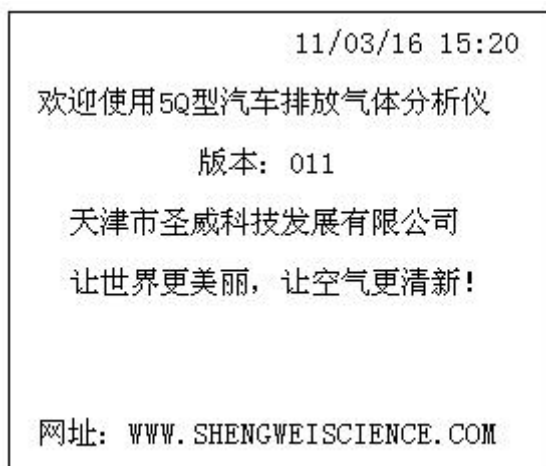 11/03/16 15:20
欢迎使用5Q型汽车排放气体分析仪
版本：011
天津市圣威科技发展有限公司
让世界更美丽，让空气更清新!
网址：WWW.SHENGWEISCIENCE.COM